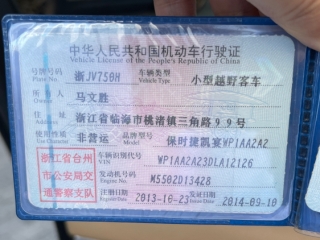 中华人民共和国机动车行驶证
Vehicle License of the People's Republic of China
号牌号码 浙JV750H 车辆类型 小型越野客车
Plate No. Vehicle Type
所有人 马文胜
Owner
住址 浙江省临海市桃渚镇三角路99号
Address
使用性质 非营运 品牌型号 保时捷凯宴WP1AA2A2
Use Character Model
浙江省台州 车辆识别代号 WP1AA2A23DLA12126
VIN
市公安局交 发动机号码 M5502D13428
Engine No.
通警察支队 注册日期 2013-10-23 发证日期 2014-09-10
Register Date Issue Date